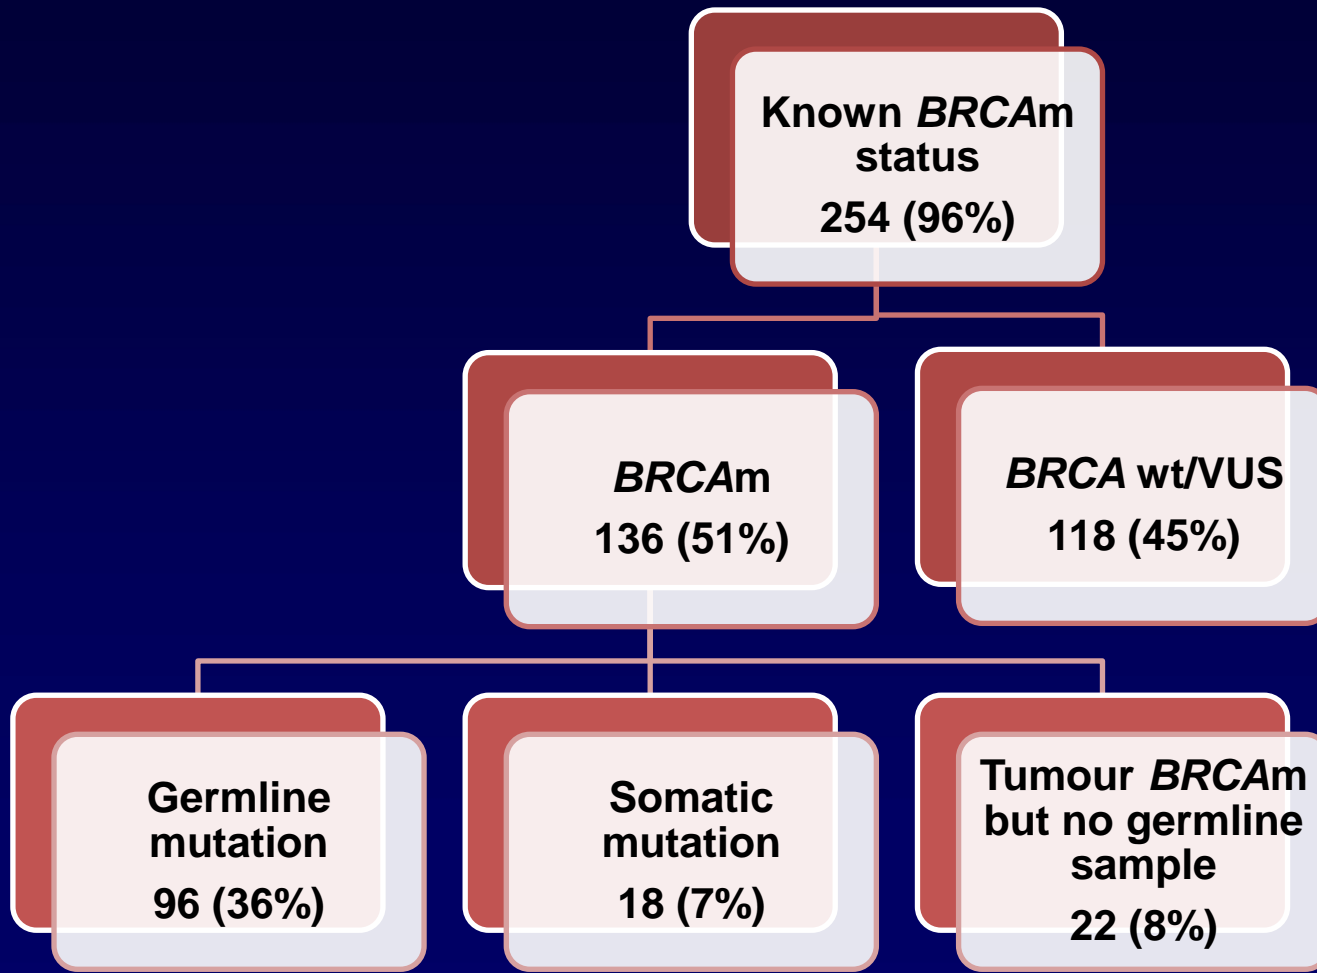 Known BRCAm
status
254 (96%)
BRCAm
136 (51%)
BRCA wt/VUS
118 (45%)
Germline
mutation
96 (36%)
Somatic
mutation
18 (7%)
Tumour BRCAm
but no germline
sample
22 (8%)